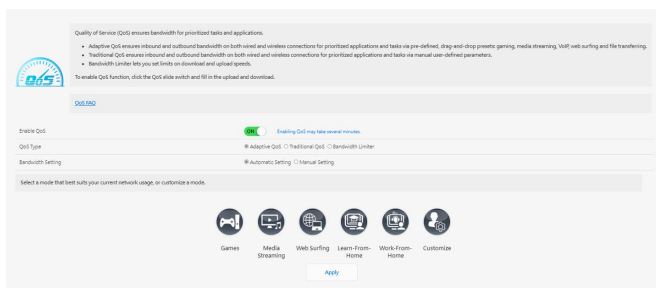 Quality of Service (QoS) ensures bandwidth for prioritized tasks and applications.
Adaptive QoS ensures inbound and outbound bandwidth on both wired and wireless connections for prioritized applications and tasks via pre-defined, drag-and-drop presets: gaming, media streaming, VoIP, web surfing and file transferring.
Traditional QoS ensures inbound and outbound bandwidth on both wired and wireless connections for prioritized applications and tasks via manual user-defined parameters.
Bandwidth Limiter lets you set limits on download and upload speeds.
To enable QoS function, click the QoS slide switch and fill in the upload and download.
QoS
QoS FAQ
Enable QoS ON Enabling QoS may take several minutes.
QoS Type Adaptive QoS Traditional QoS Bandwidth Limiter
Bandwidth Setting Automatic Setting Manual Setting
Select a mode that best suits your current network usage, or customize a mode.
Games Media Streaming Web Surfing Learn-From-Home Work-From-Home Customize
Apply